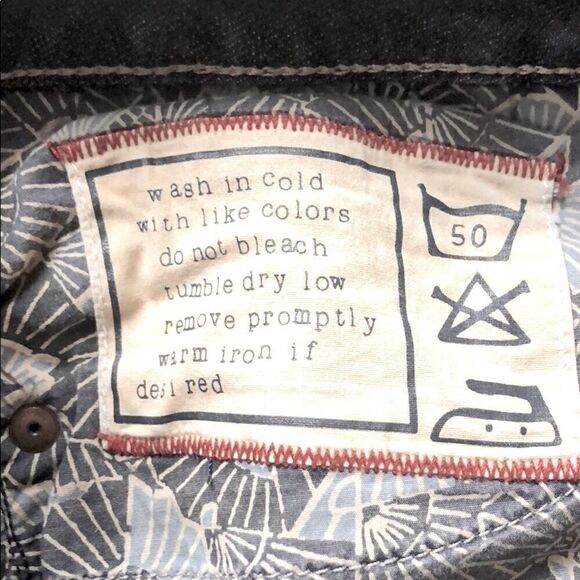 wash in cold
with like colors
do not bleach
tumble dry low
remove promptly
warm iron if
desired
50